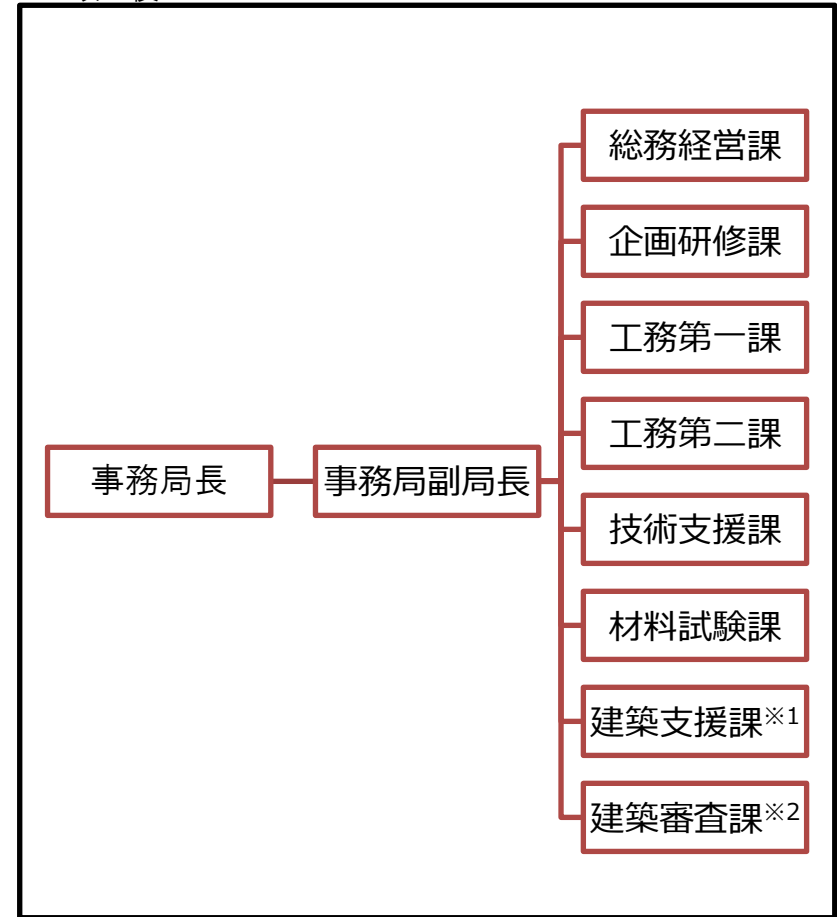 総務経営課
企画研修課
工務第一課
工務第二課
事務局長
事務局副局長
技術支援課
材料試験課
建築支援課※1
建築審査課※2